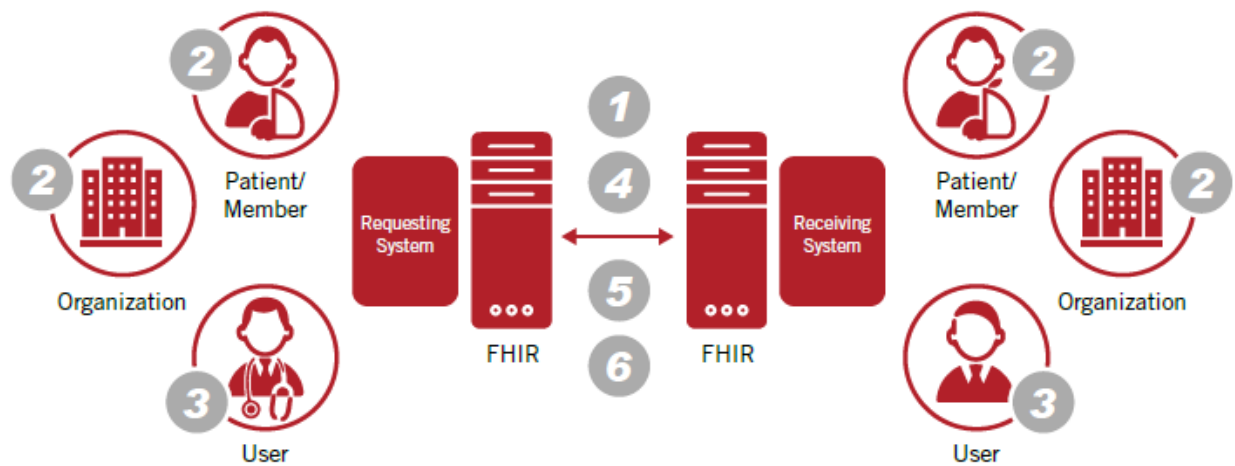 2
Patient/
Member
2
Organization
3
User
Requesting
System
FHIR
1
4
5
6
FHIR
Receiving
System
2
Patient/
Member
2
Organization
3
User